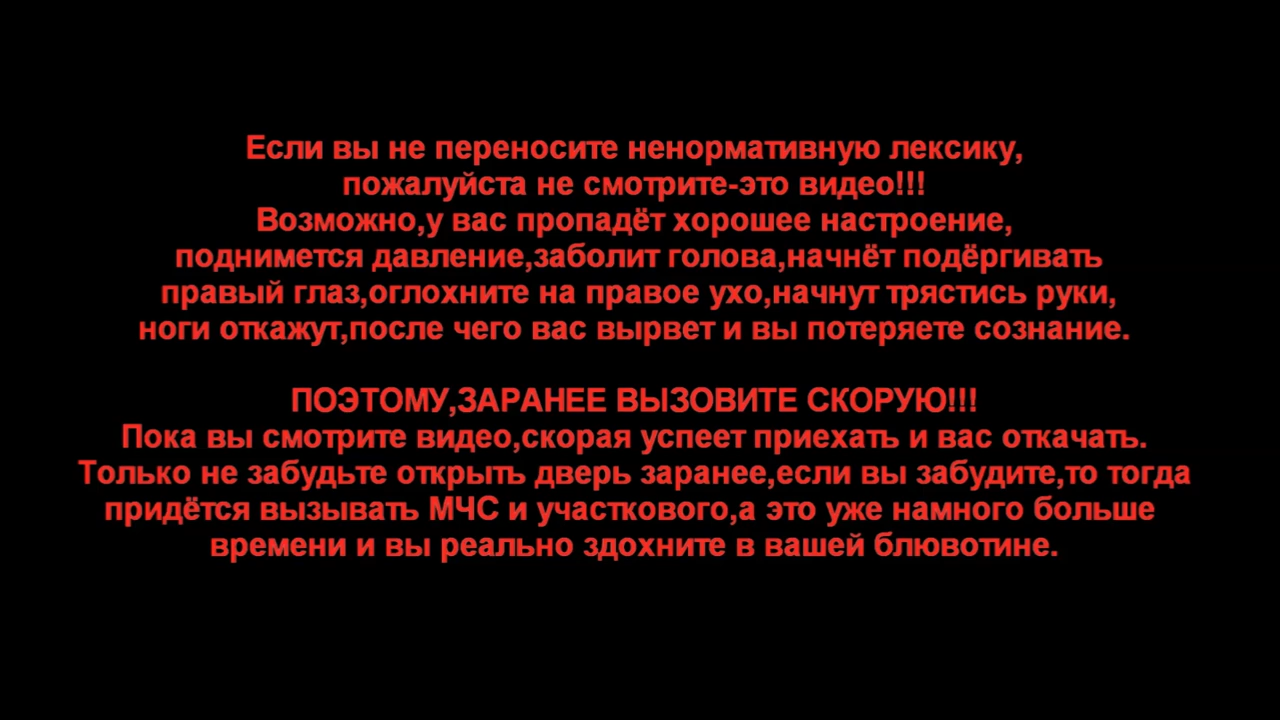 Если вы не переносите ненормативную лексику,
пожалуйста не смотрите-это видео!!!
Возможно,у вас пропадёт хорошее настроение,
поднимется давление,заболит голова,начнёт подёргивать
правый глаз,оглохните на правое ухо,начнут трястись руки,
ноги откажут,после чего вас вырвет и вы потеряете сознание.
ПОЭТОМУ,ЗАРАНЕЕ ВЫЗОВИТЕ СКОРУЮ!!!
Пока вы смотрите видео,скорая успеет приехать и вас откачать.
Только не забудьте открыть дверь заранее,если вы забудите,то тогда
придётся вызывать МЧС и участкового,а это уже намного больше
времени и вы реально здохните в вашей блювотине.